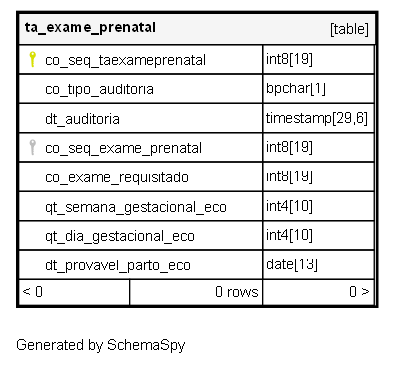 ta_exame_prenatal [table]
co_seq_taexameprenatal int8[19]
co_tipo_auditoria bpchar[1]
dt_auditoria timestamp[29,6]
co_seq_exame_prenatal int8[19]
co_exame_requisitado int8[19]
qt_semana_gestacional_eco int4[10]
qt_dia_gestacional_eco int4[10]
dt_provavel_parto_eco date[13]
< 0 0 rows 0 >
Generated by SchemaSpy